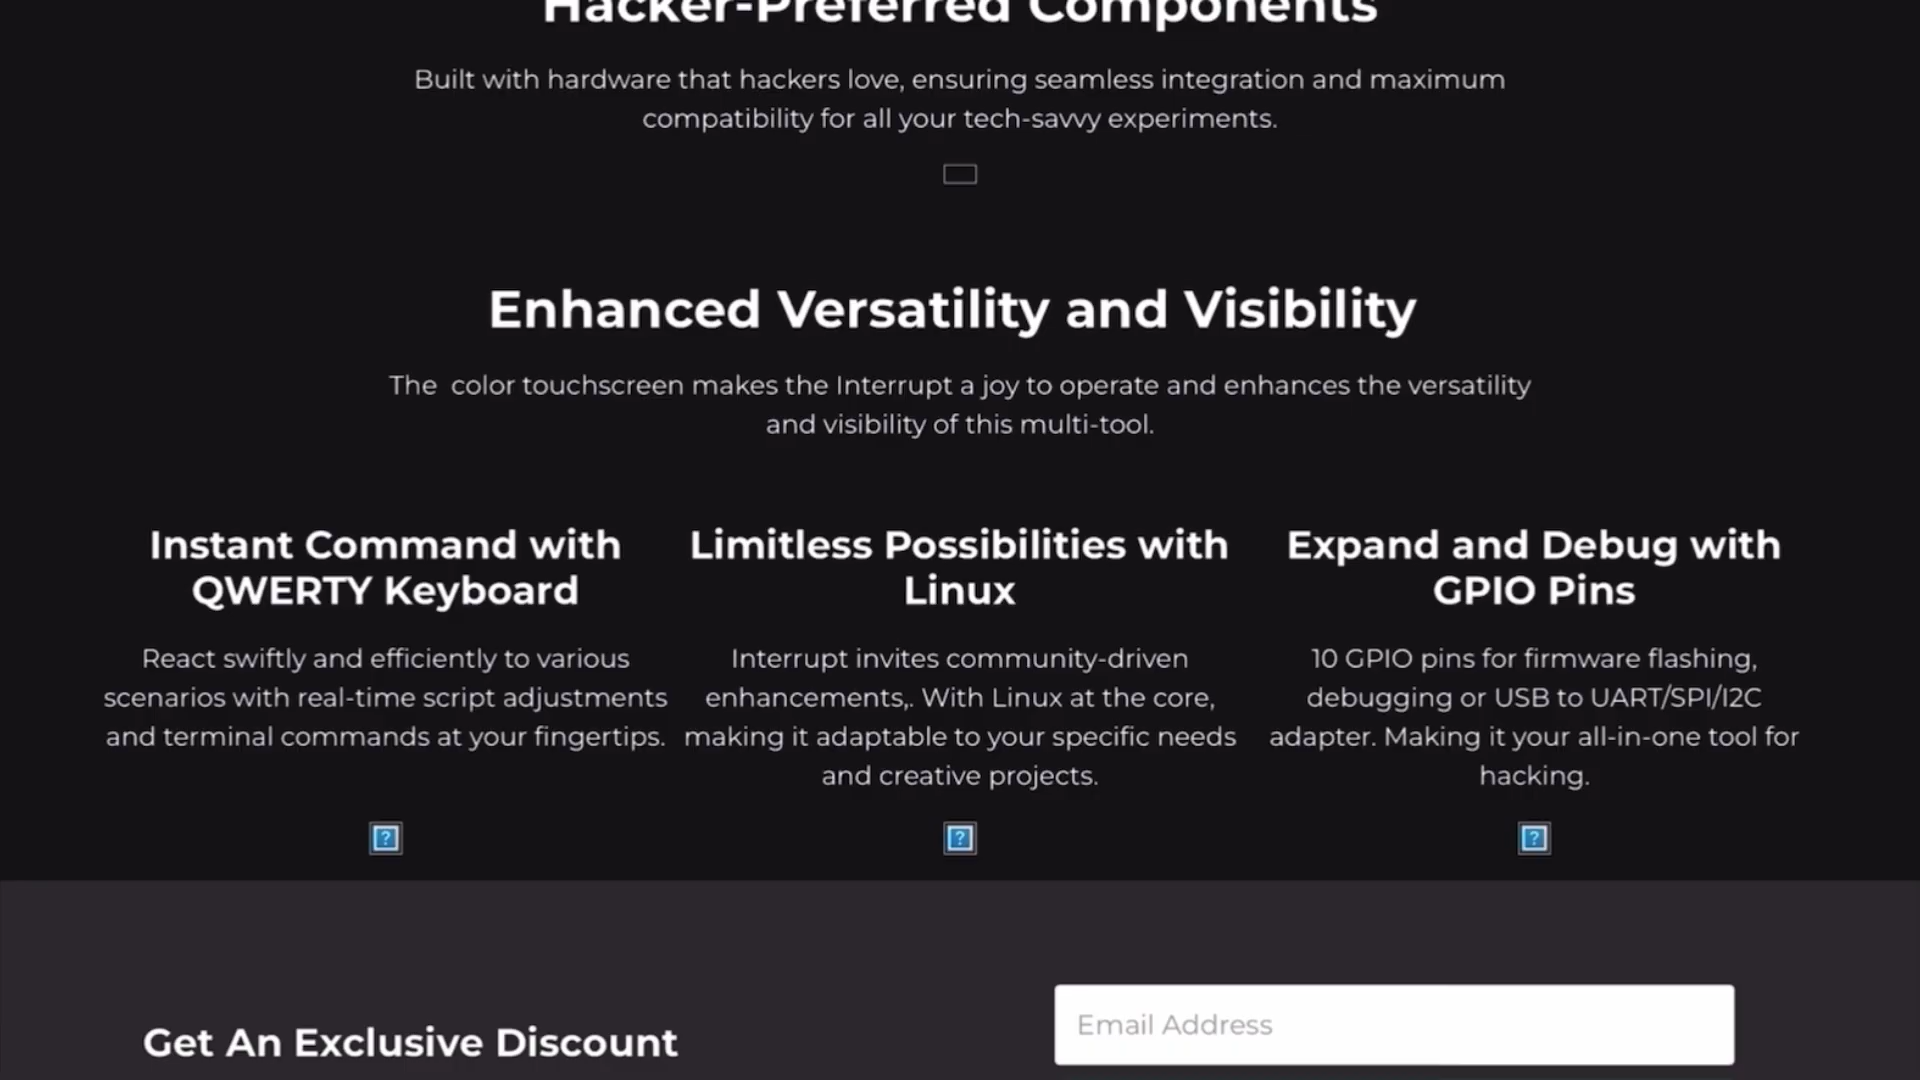 Hacker-Preferred Components
Built with hardware that hackers love, ensuring seamless integration and maximum
compatibility for all your tech-savvy experiments.
Enhanced Versatility and Visibility
The  color touchscreen makes the Interrupt a joy to operate and enhances the versatility
and visibility of this multi-tool.
Instant Command with
QWERTY Keyboard
React swiftly and efficiently to various
scenarios with real-time script adjustments
and terminal commands at your fingertips.
Limitless Possibilities with
Linux
Interrupt invites community-driven
enhancements,. With Linux at the core,
making it adaptable to your specific needs
and creative projects.
Expand and Debug with
GPIO Pins
10 GPIO pins for firmware flashing,
debugging or USB to UART/SPI/I2C
adapter. Making it your all-in-one tool for
hacking.
?
?
?
Get An Exclusive Discount
Email Address